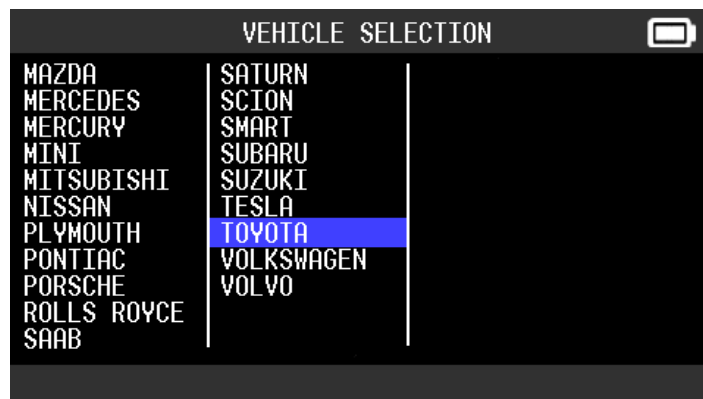 VEHICLE SELECTION
MAZDA
MERCEDES
MERCURY
MINI
MITSUBISHI
NISSAN
PLYMOUTH
PONTIAC
PORSCHE
ROLLS ROYCE
SAAB
SATURN
SCION
SMART
SUBARU
SUZUKI
TESLA
TOYOTA
VOLKSWAGEN
VOLVO